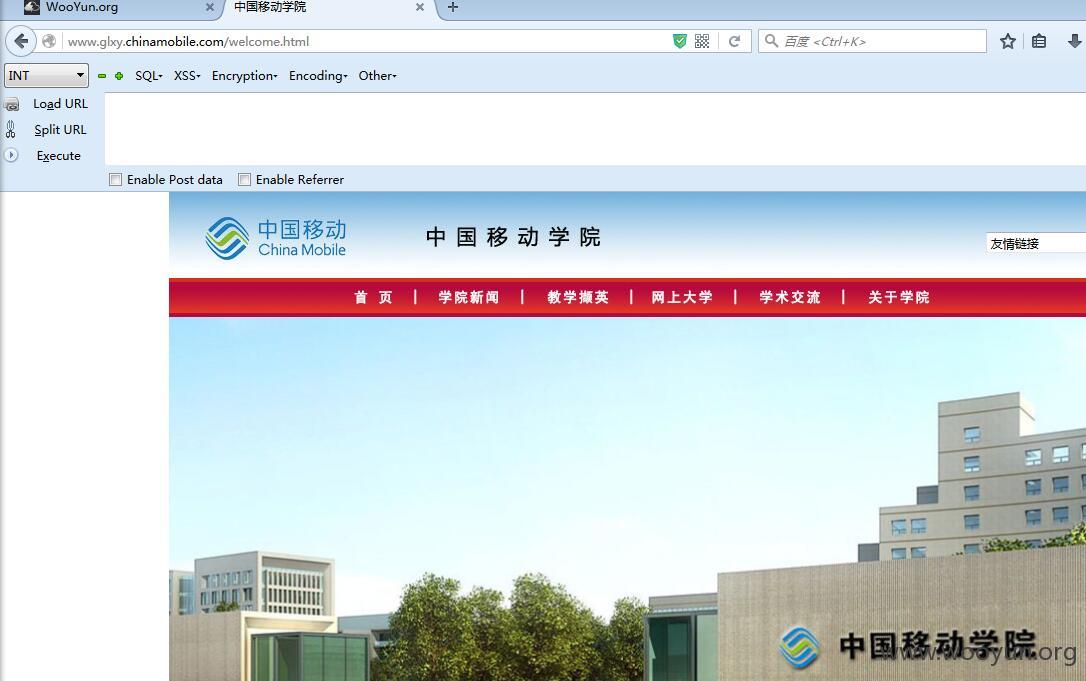 WooYun.org
中国移动学院
www.glxy.chinamobile.com/welcome.html
百度 <Ctrl+K>
INT SQL- XSS- Encryption- Encoding- Other-
Load URL
Split URL
Execute
Enable Post data Enable Referrer
中国移动
China Mobile
中国移动学院
友情链接
首 页 | 学院新闻 | 教学撷英 | 网上大学 | 学术交流 | 关于学院
中国移动学院
www.wooyun.org